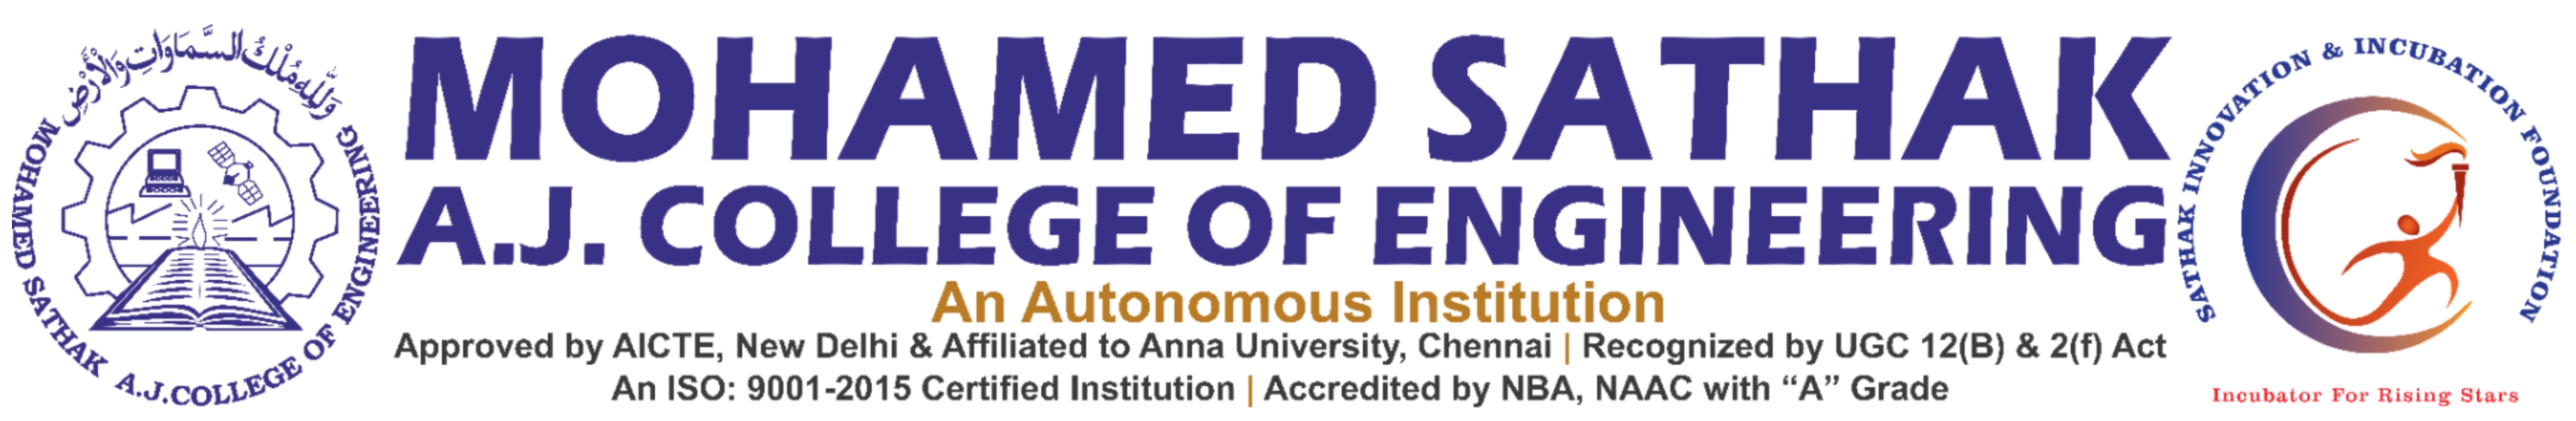 وَلِلَّهِ مُلْكُ السَّمَاوَاتِ وَالْأَرْضِ
MOHAMED SATHAK A.J.COLLEGE OF ENGINEERING
MOHAMED SATHAK
A.J. COLLEGE OF ENGINEERING
An Autonomous Institution
Approved by AICTE, New Delhi & Affiliated to Anna University, Chennai | Recognized by UGC 12(B) & 2(f) Act
An ISO: 9001-2015 Certified Institution | Accredited by NBA, NAAC with “A” Grade
SATHAK INNOVATION & INCUBATION FOUNDATION
Incubator For Rising Stars